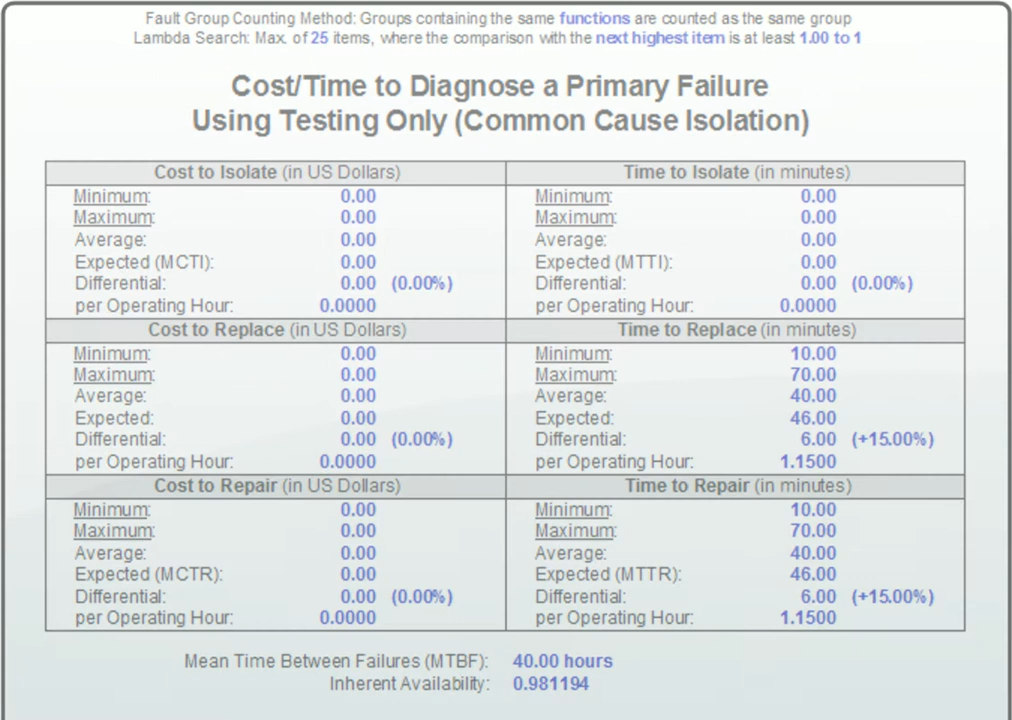 Fault Group Counting Method: Groups containing the same functions are counted as the same group
Lambda Search: Max. of 25 items, where the comparison with the next highest item is at least 1.00 to 1
Cost/Time to Diagnose a Primary Failure
Using Testing Only (Common Cause Isolation)
Cost to Isolate (in US Dollars)
Minimum: 0.00
Maximum: 0.00
Average: 0.00
Expected (MCTI): 0.00
Differential: 0.00 (0.00%)
per Operating Hour: 0.0000
Time to Isolate (in minutes)
Minimum: 0.00
Maximum: 0.00
Average: 0.00
Expected (MTTI): 0.00
Differential: 0.00 (0.00%)
per Operating Hour: 0.0000
Cost to Replace (in US Dollars)
Minimum: 0.00
Maximum: 0.00
Average: 0.00
Expected: 0.00
Differential: 0.00 (0.00%)
per Operating Hour: 0.0000
Time to Replace (in minutes)
Minimum: 10.00
Maximum: 70.00
Average: 40.00
Expected: 46.00
Differential: 6.00 (+15.00%)
per Operating Hour: 1.1500
Cost to Repair (in US Dollars)
Minimum: 0.00
Maximum: 0.00
Average: 0.00
Expected (MCTR): 0.00
Differential: 0.00 (0.00%)
per Operating Hour: 0.0000
Time to Repair (in minutes)
Minimum: 10.00
Maximum: 70.00
Average: 40.00
Expected (MTTR): 46.00
Differential: 6.00 (+15.00%)
per Operating Hour: 1.1500
Mean Time Between Failures (MTBF): 40.00 hours
Inherent Availability: 0.981194